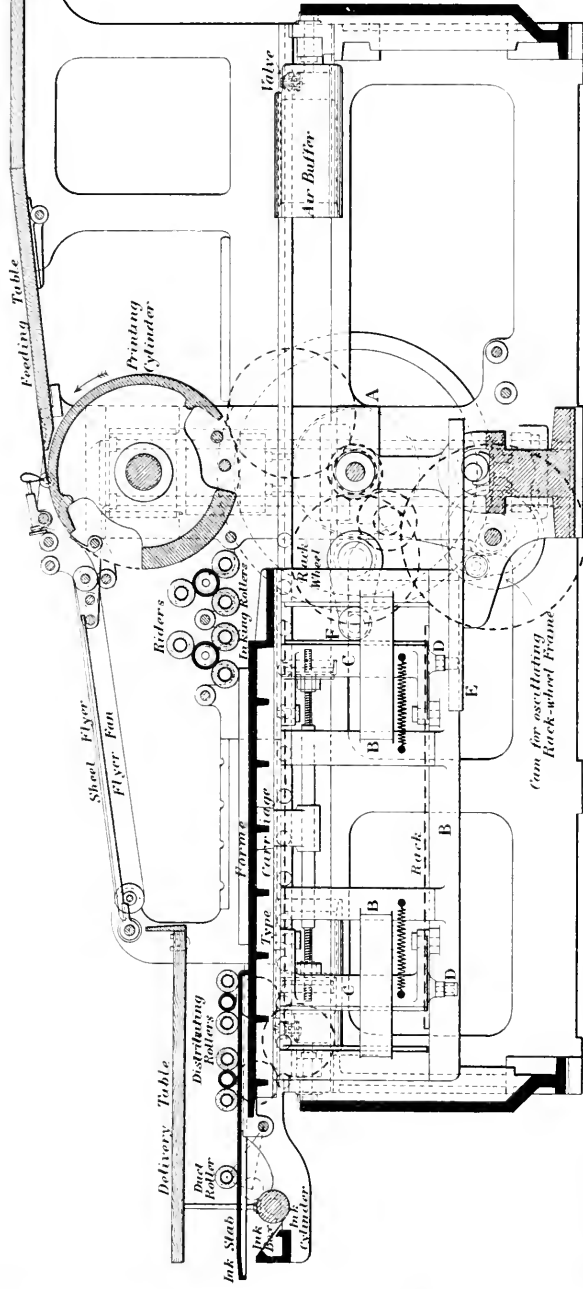 Feeding Table
Printing
Cylinder
Valve
Air Buffer
A
Sheet Flyer
Flyer Fan
Riders
Inking Rollers
Rack
Wheel
F
Forme
Type Carriage
C
C
B
B
B
D
D
E
Rack
Cam for oscillating
Rack-wheel Frame
Delivery Table
Distributing
Rollers
Duct
Roller
Ink Slab
Ink
Ink
Cylinder